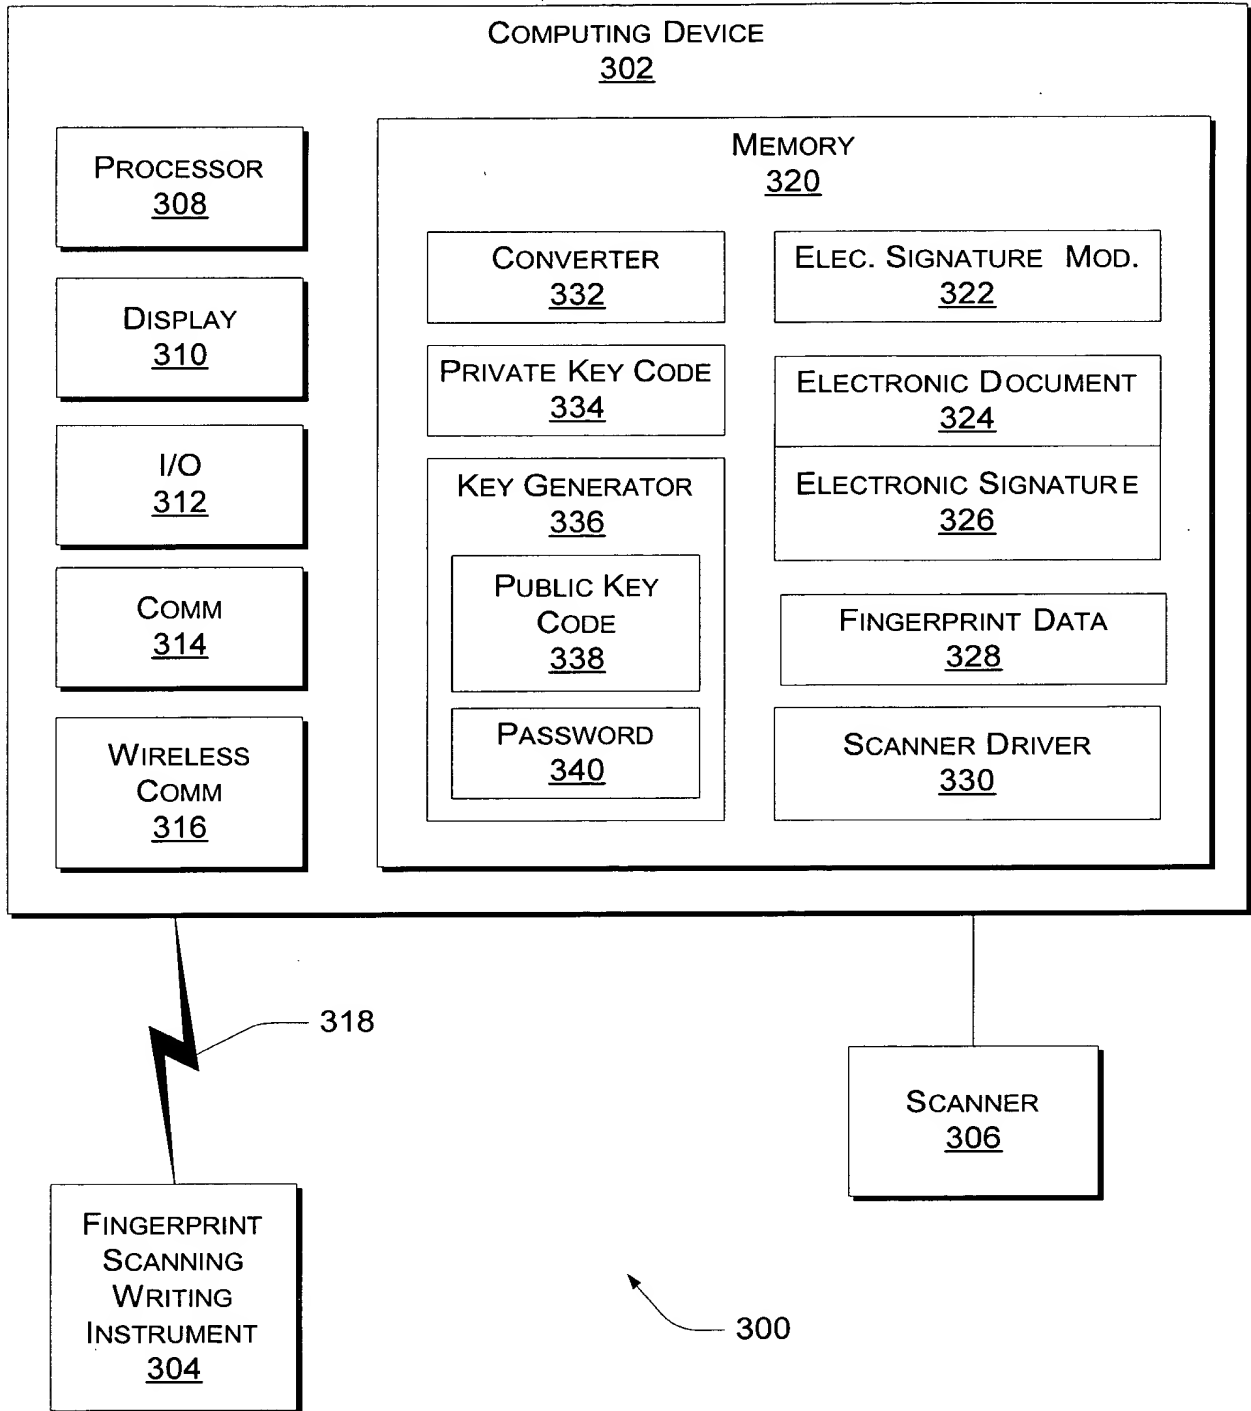 COMPUTING DEVICE
302
PROCESSOR
308
DISPLAY
310
I/O
312
COMM
314
WIRELESS
COMM
316
MEMORY
320
CONVERTER
332
PRIVATE KEY CODE
334
KEY GENERATOR
336
PUBLIC KEY
CODE
338
PASSWORD
340
ELEC. SIGNATURE MOD.
322
ELECTRONIC DOCUMENT
324
ELECTRONIC SIGNATURE
326
FINGERPRINT DATA
328
SCANNER DRIVER
330
318
SCANNER
306
FINGERPRINT
SCANNING
WRITING
INSTRUMENT
304
300